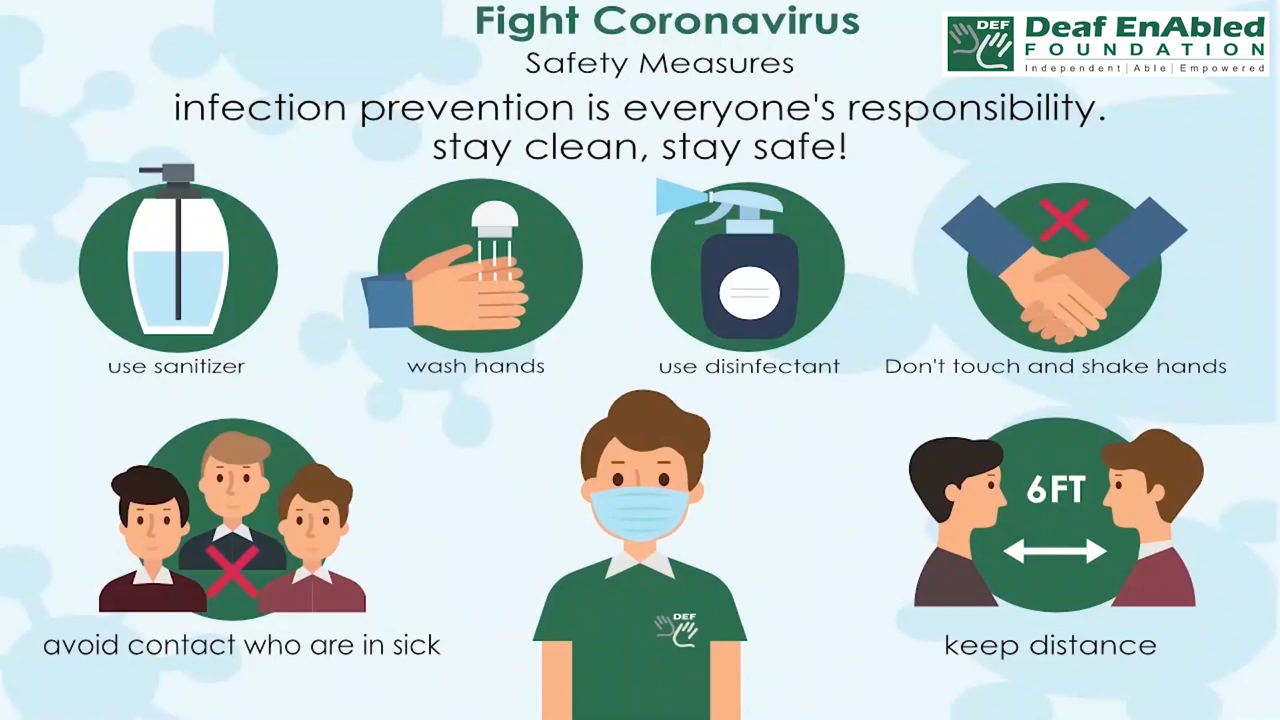 Fight Coronavirus
Safety Measures
DEF
Deaf EnAbled
FOUNDATION
Independent | Able | Empowered
infection prevention is everyone's responsibility.
stay clean, stay safe!
use sanitizer
wash hands
use disinfectant
Don't touch and shake hands
6FT
DEF
avoid contact who are in sick
keep distance